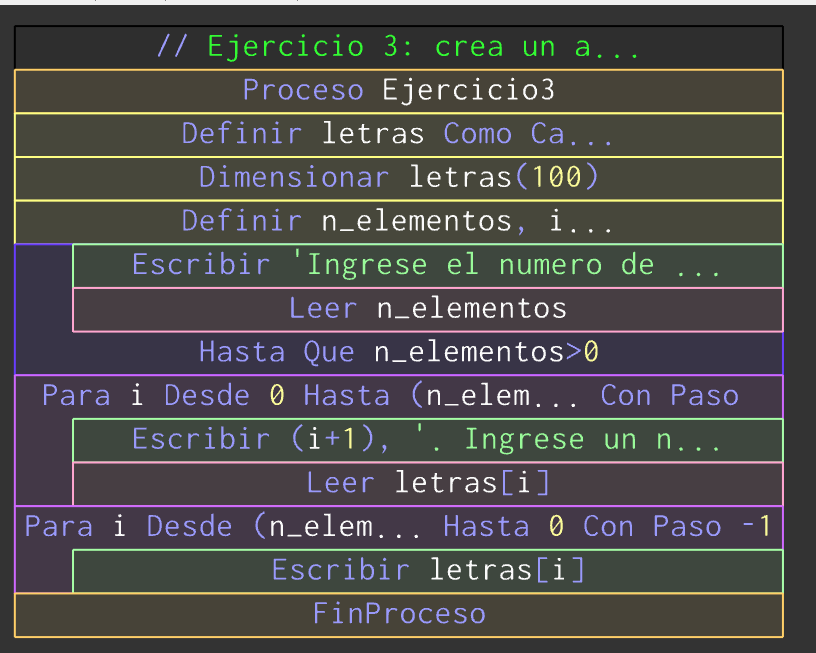 // Ejercicio 3: crea un a...
Proceso Ejercicio3
Definir letras Como Ca...
Dimensionar letras(100)
Definir n_elementos, i...
Escribir 'Ingrese el numero de ...
Leer n_elementos
Hasta Que n_elementos>0
Para i Desde 0 Hasta (n_elem... Con Paso
Escribir (i+1), '. Ingrese un n...
Leer letras[i]
Para i Desde (n_elem... Hasta 0 Con Paso -1
Escribir letras[i]
FinProceso